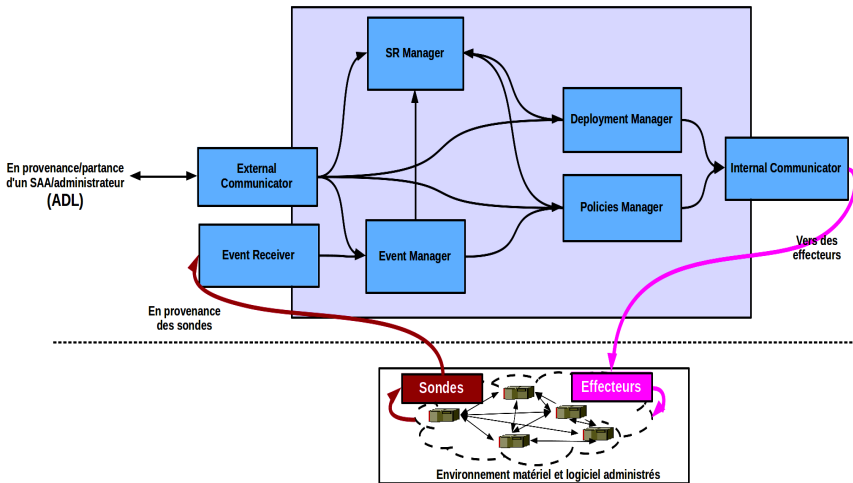 SR Manager
Deployment Manager
External
Communicator
Internal Communicator
En provenance/partance
d'un SAA/administrateur
(ADL)
Policies Manager
Event Receiver
Event Manager
Vers des
effecteurs
En provenance
des sondes
Sondes
Effecteurs
Environnement matériel et logiciel administrés